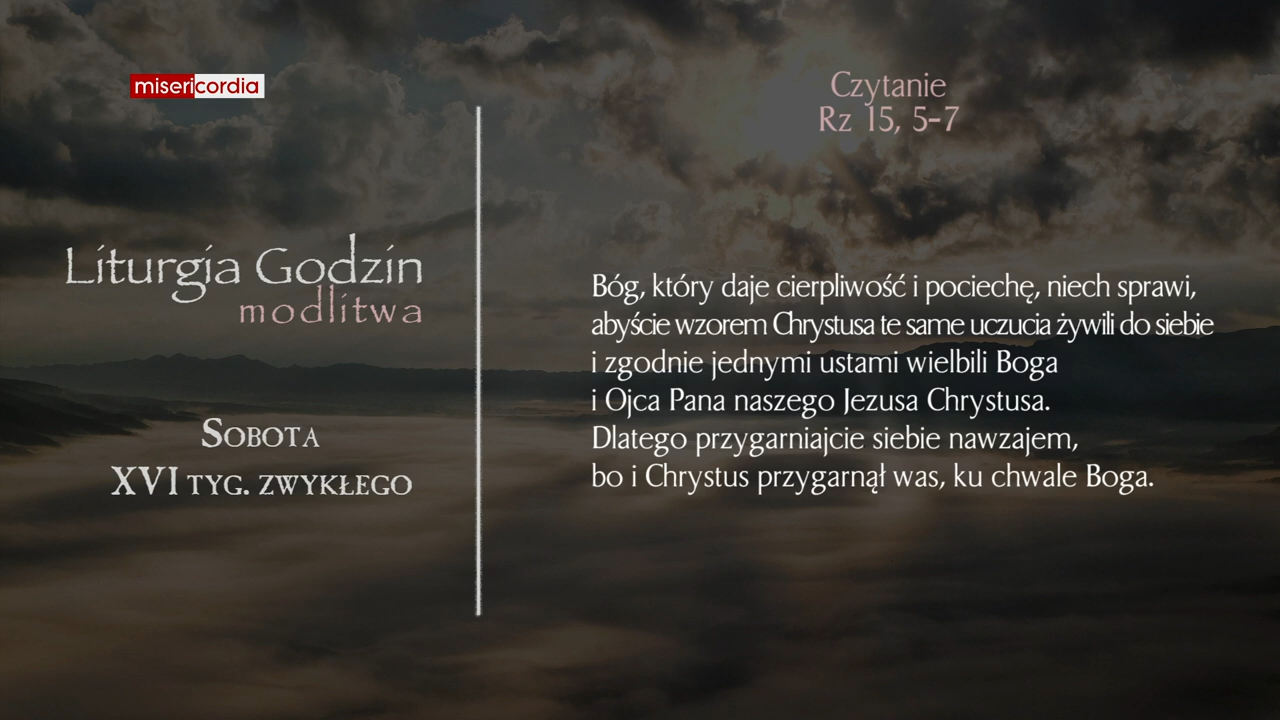 misericordia
Liturgia Godzin
modlitwa
Sobota
XVI tyg. zwykłego
Czytanie
Rz 15, 5-7
Bóg, który daje cierpliwość i pociechę, niech sprawi,
abyście wzorem Chrystusa te same uczucia żywili do siebie
i zgodnie jednymi ustami wielbili Boga
i Ojca Pana naszego Jezusa Chrystusa.
Dlatego przygarniajcie siebie nawzajem,
bo i Chrystus przygarnął was, ku chwale Boga.